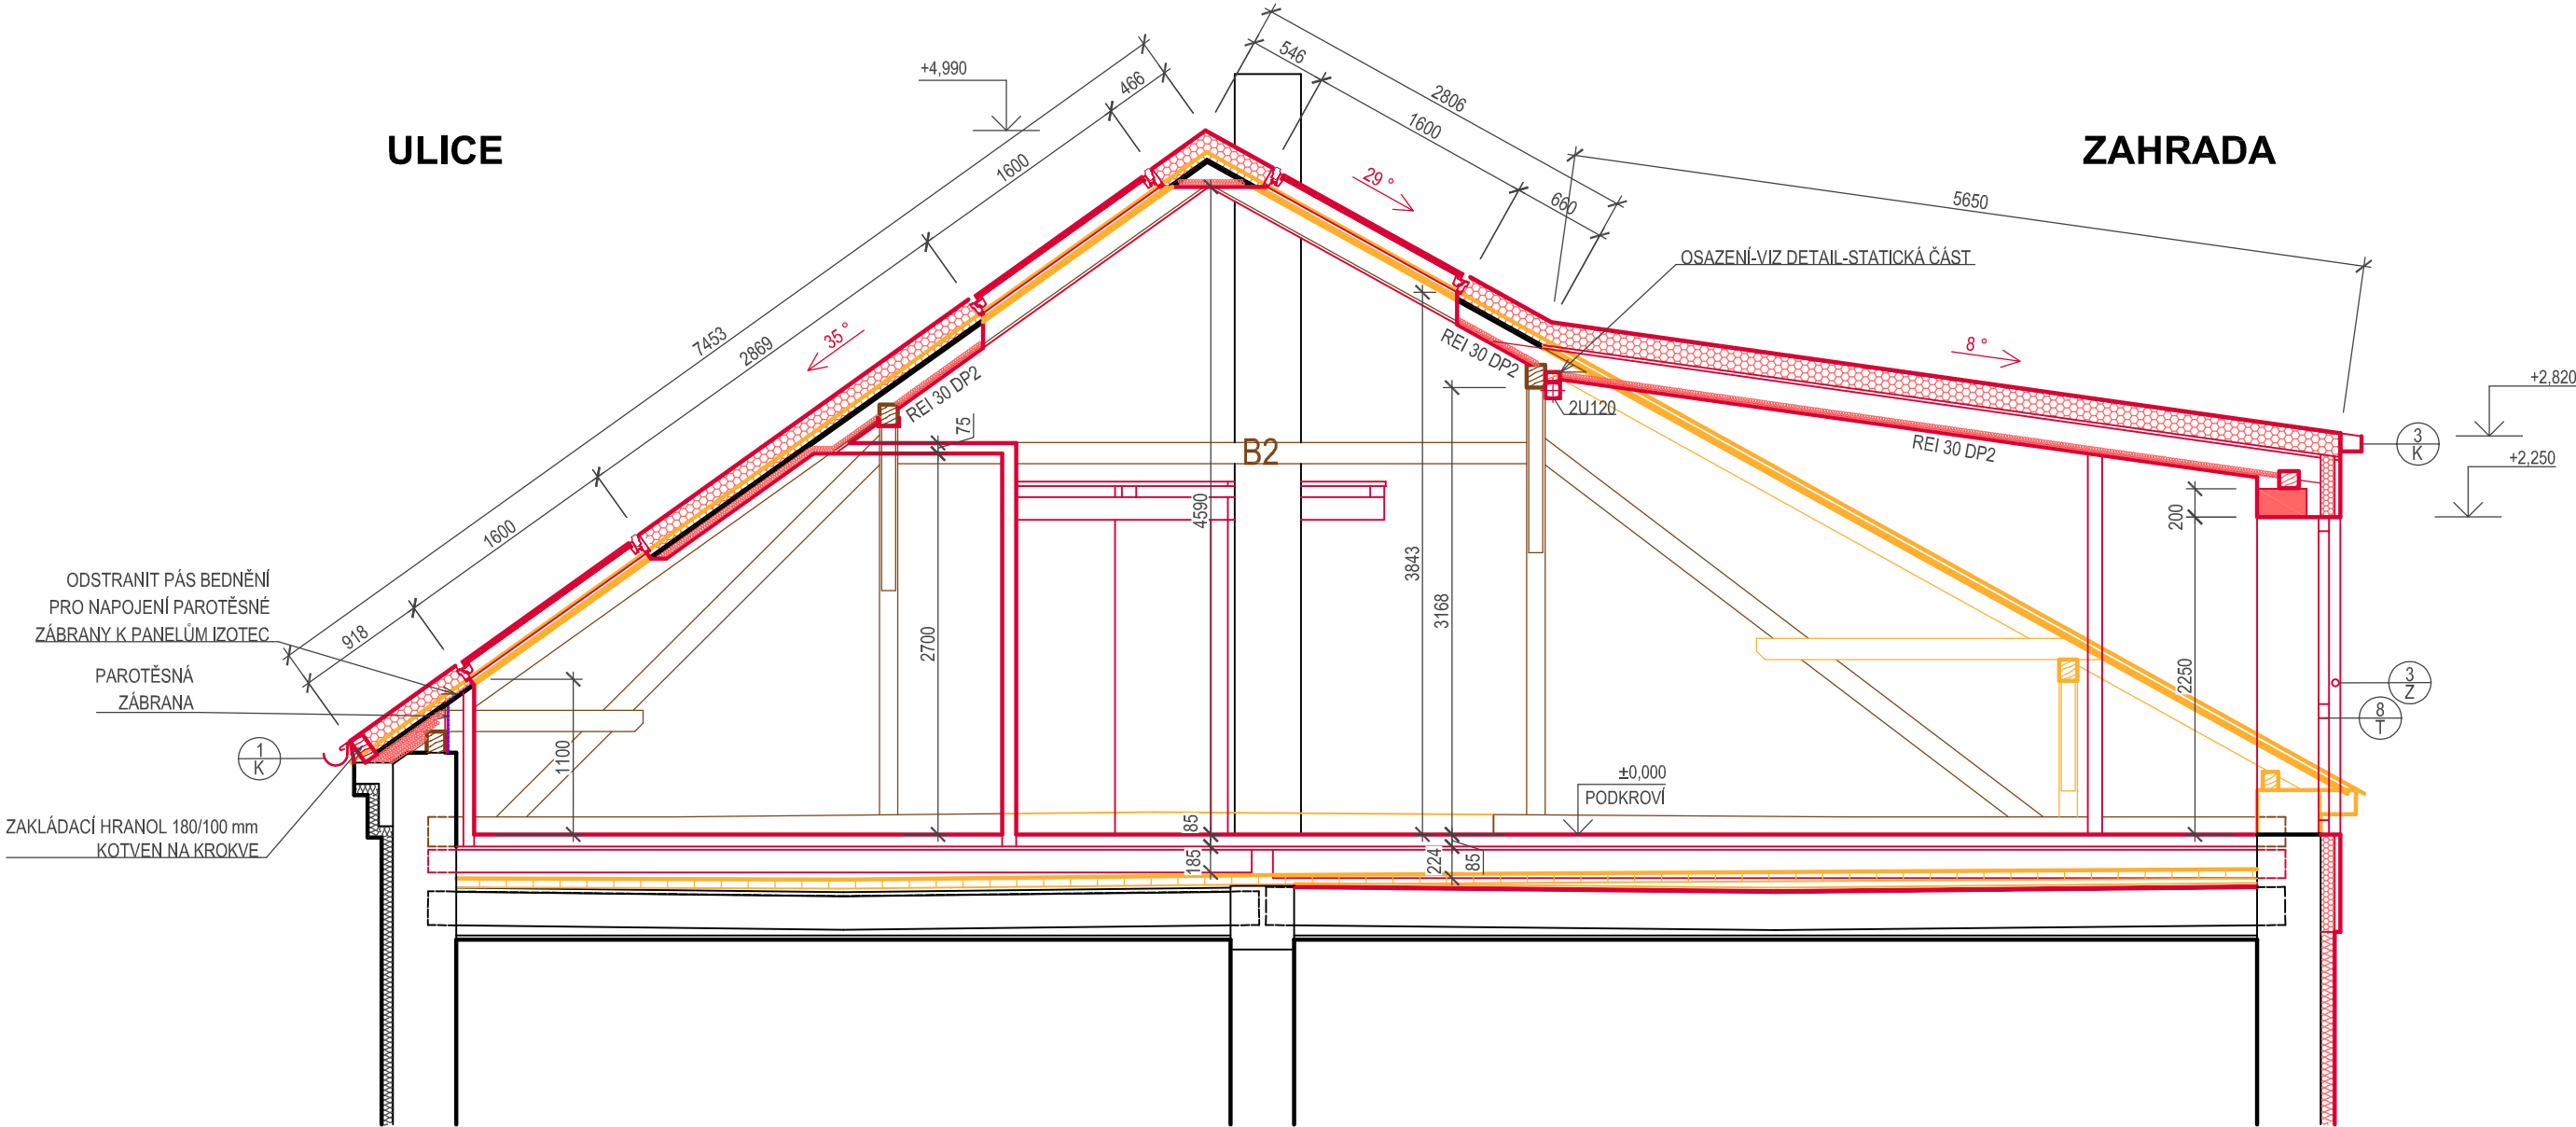 ULICE
ZAHRADA
+4,990
466
1600
2869
7453
1600
918
35 °
546
2806
1600
660
29 °
5650
8 °
OSAZENÍ-VIZ DETAIL-STATICKÁ ČÁST
REI 30 DP2
REI 30 DP2
REI 30 DP2
2U120
B2
75
+2,820
3
K
+2,250
200
4590
3843
3168
2700
2250
1100
ODSTRANIT PÁS BEDNĚNÍ
PRO NAPOJENÍ PAROTĚSNÉ
ZÁBRANY K PANELŮM IZOTEC
PAROTĚSNÁ
ZÁBRANA
1
K
3
Z
8
T
±0,000
PODKROVÍ
ZAKLÁDACÍ HRANOL 180/100 mm
KOTVEN NA KROKVE
85
185
224
85